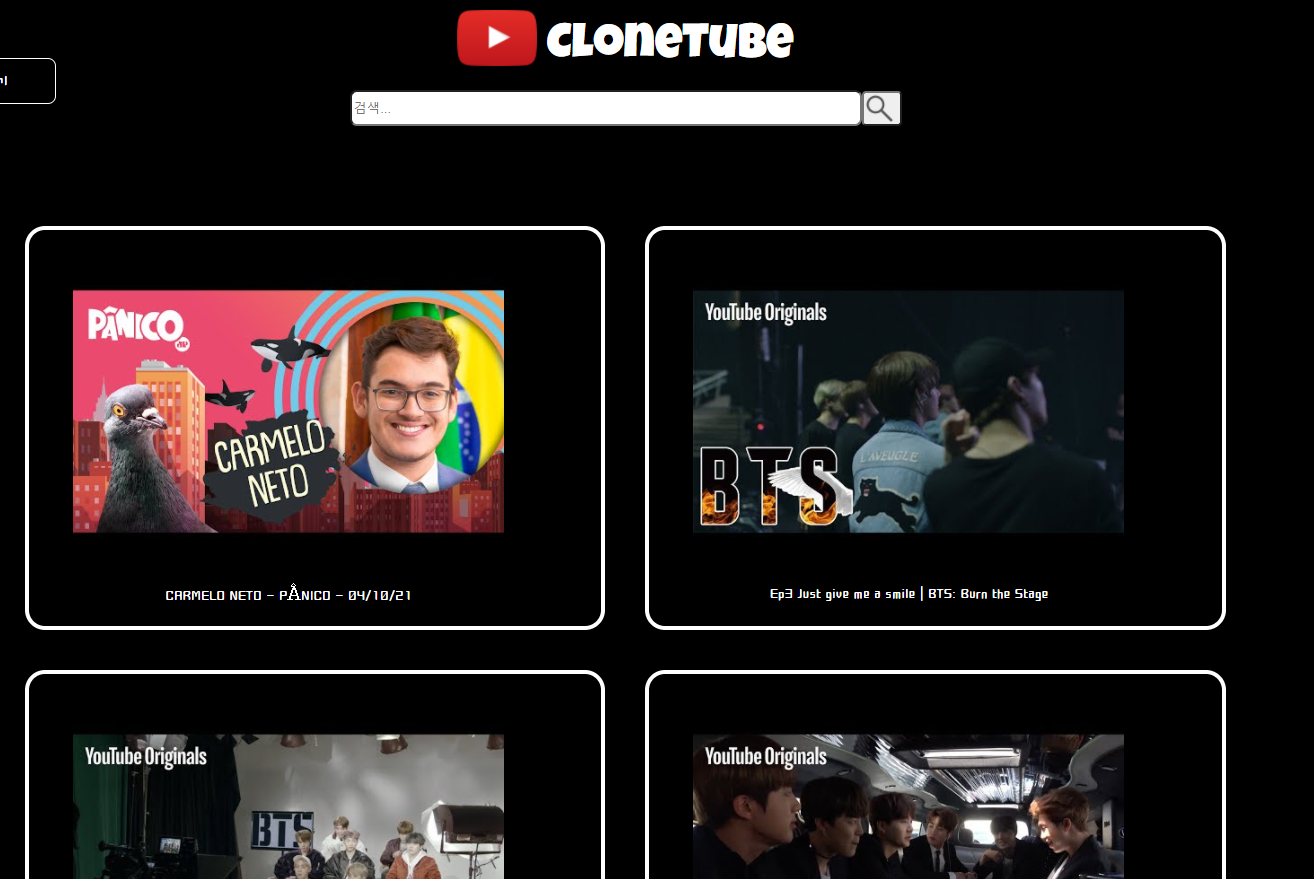 CLONETUBE
검색...
PÂNICO
CARMELO
NETO
CARMELO NETO - PÂNICO - 04/10/21
YouTube Originals
L'AVEUGLE
BTS
Ep3 Just give me a smile | BTS: Burn the Stage
YouTube Originals
BTS
YouTube Originals